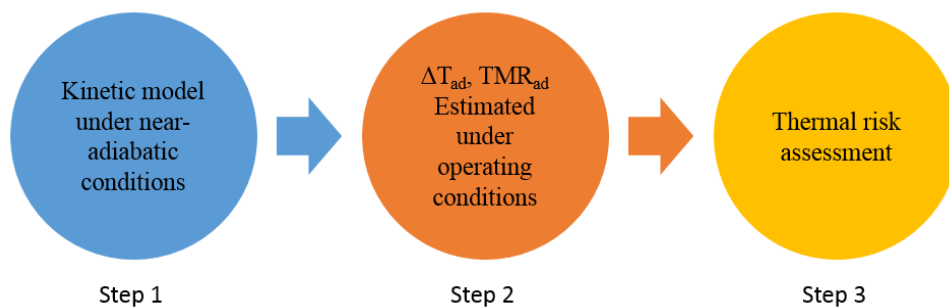 Kinetic model
under near-
adiabatic
conditions
ΔTad, TMRad
Estimated
under
operating
conditions
Thermal risk
assessment
Step 1
Step 2
Step 3